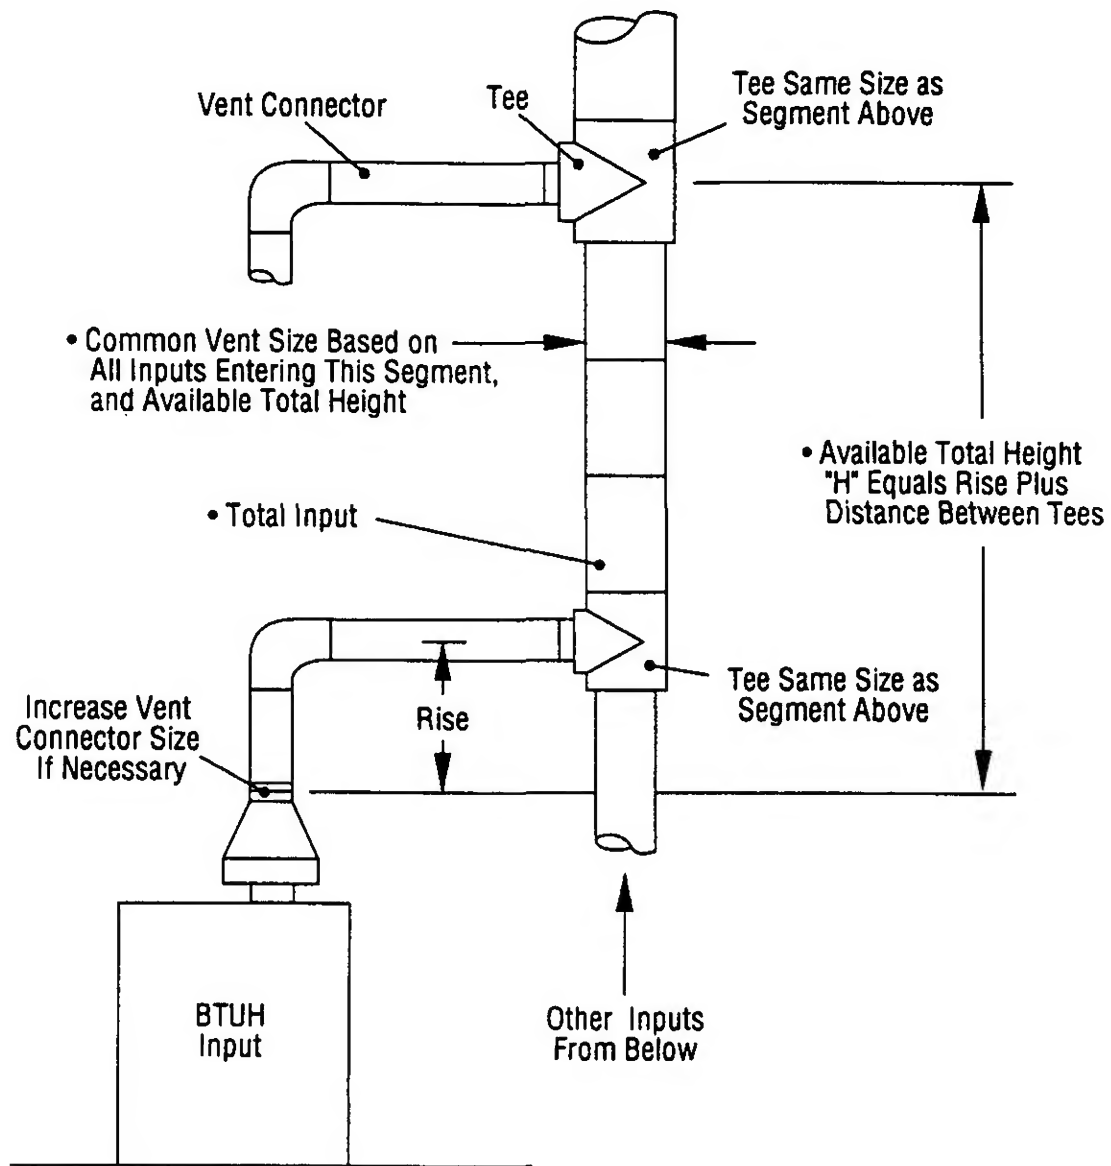 Vent Connector
Tee
Tee Same Size as
Segment Above
• Common Vent Size Based on
All Inputs Entering This Segment,
and Available Total Height
• Available Total Height
"H" Equals Rise Plus
Distance Between Tees
• Total Input
Tee Same Size as
Segment Above
Increase Vent
Connector Size
If Necessary
Rise
BTUH
Input
Other Inputs
From Below